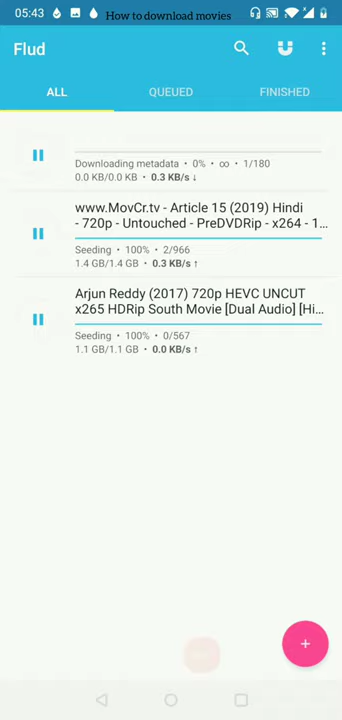 05:43
How to download movies
Flud
ALL
QUEUED
FINISHED
Downloading metadata • 0% • ∞ • 1/180
0.0 KB/0.0 KB • 0.3 KB/s ↓
www.MovCr.tv - Article 15 (2019) Hindi
- 720p - Untouched - PreDVDRip - x264 - 1...
Seeding • 100% • 2/966
1.4 GB/1.4 GB • 0.3 KB/s ↑
Arjun Reddy (2017) 720p HEVC UNCUT
x265 HDRip South Movie [Dual Audio] [Hi...
Seeding • 100% • 0/567
1.1 GB/1.1 GB • 0.0 KB/s ↑